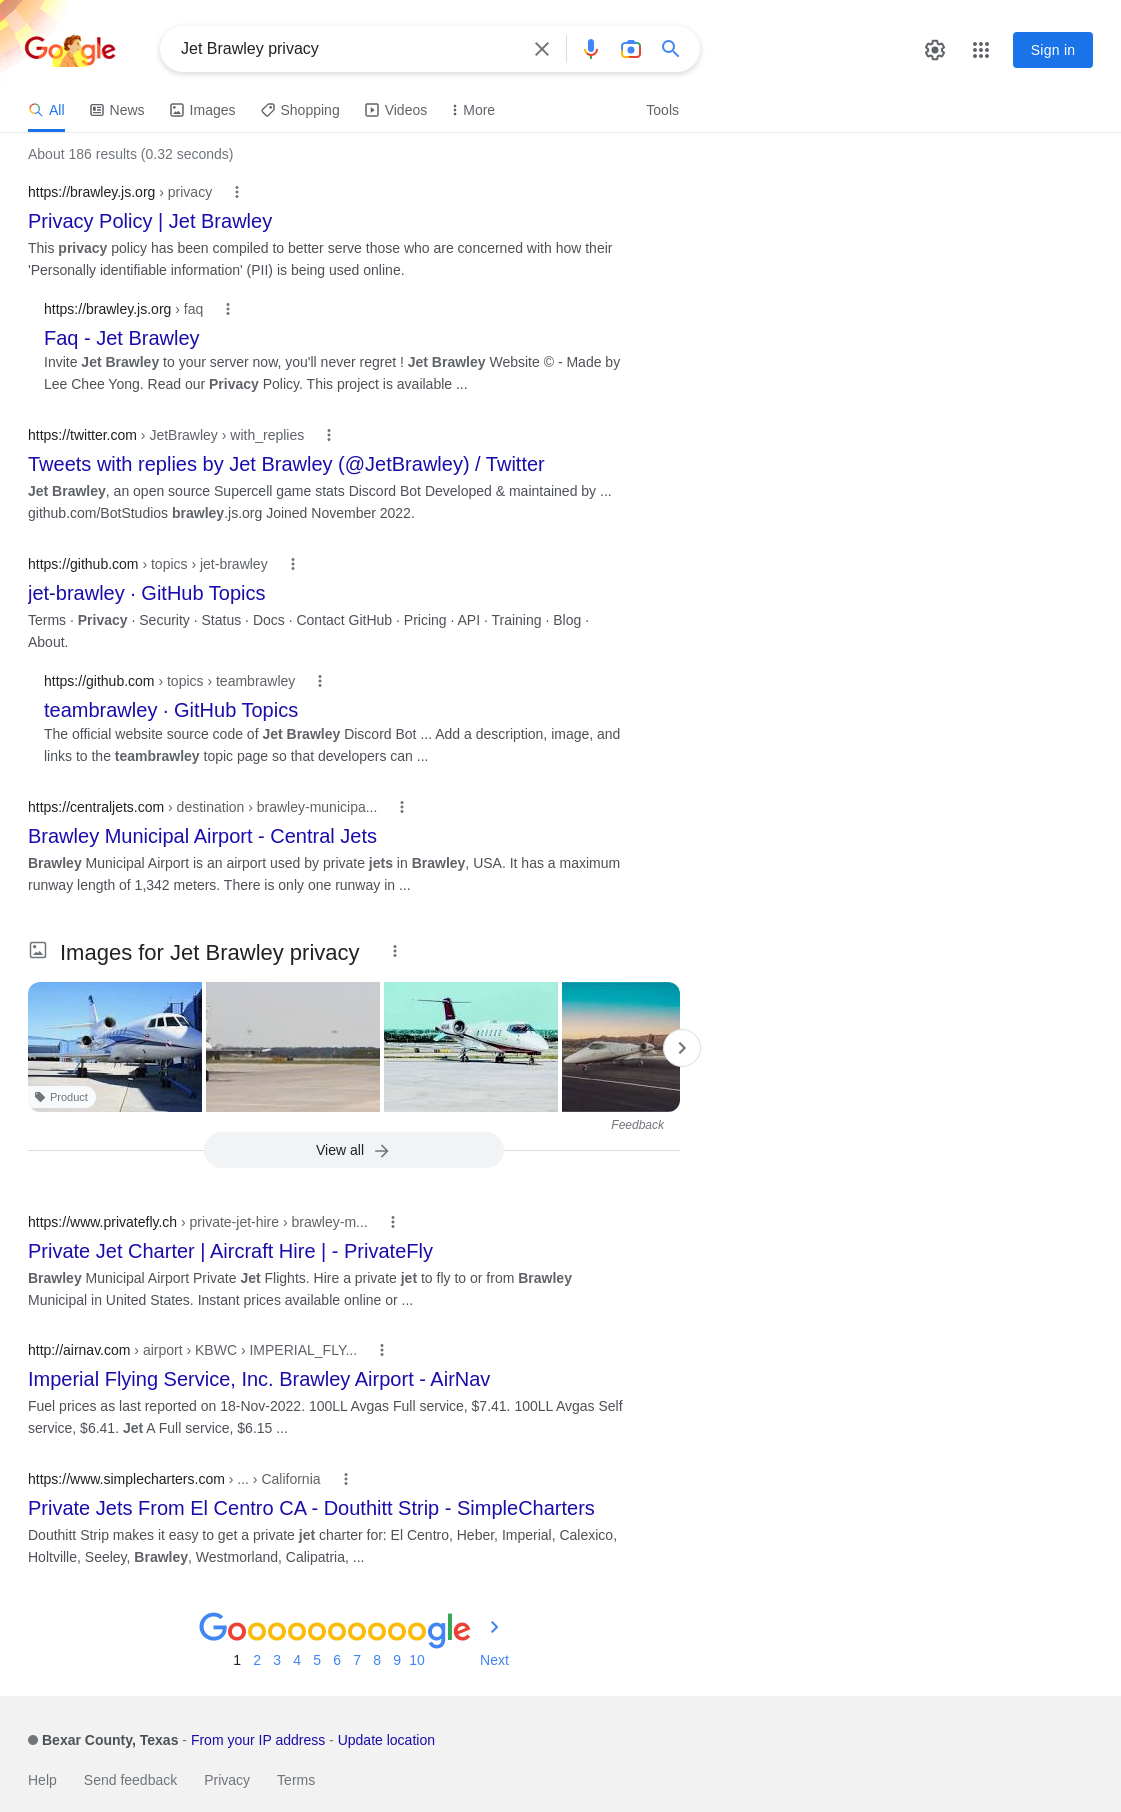 Google
Jet Brawley privacy
Sign in
All
News
Images
Shopping
Videos
More
Tools
About 186 results (0.32 seconds)
https://brawley.js.org › privacy
Privacy Policy | Jet Brawley
This privacy policy has been compiled to better serve those who are concerned with how their
'Personally identifiable information' (PII) is being used online.
https://brawley.js.org › faq
Faq - Jet Brawley
Invite Jet Brawley to your server now, you'll never regret ! Jet Brawley Website © - Made by
Lee Chee Yong. Read our Privacy Policy. This project is available ...
https://twitter.com › JetBrawley › with_replies
Tweets with replies by Jet Brawley (@JetBrawley) / Twitter
Jet Brawley, an open source Supercell game stats Discord Bot Developed & maintained by ...
github.com/BotStudios brawley.js.org Joined November 2022.
https://github.com › topics › jet-brawley
jet-brawley · GitHub Topics
Terms · Privacy · Security · Status · Docs · Contact GitHub · Pricing · API · Training · Blog ·
About.
https://github.com › topics › teambrawley
teambrawley · GitHub Topics
The official website source code of Jet Brawley Discord Bot ... Add a description, image, and
links to the teambrawley topic page so that developers can ...
https://centraljets.com › destination › brawley-municipa...
Brawley Municipal Airport - Central Jets
Brawley Municipal Airport is an airport used by private jets in Brawley, USA. It has a maximum
runway length of 1,342 meters. There is only one runway in ...
Images for Jet Brawley privacy
Product
Feedback
View all
https://www.privatefly.ch › private-jet-hire › brawley-m...
Private Jet Charter | Aircraft Hire | - PrivateFly
Brawley Municipal Airport Private Jet Flights. Hire a private jet to fly to or from Brawley
Municipal in United States. Instant prices available online or ...
http://airnav.com › airport › KBWC › IMPERIAL_FLY...
Imperial Flying Service, Inc. Brawley Airport - AirNav
Fuel prices as last reported on 18-Nov-2022. 100LL Avgas Full service, $7.41. 100LL Avgas Self
service, $6.41. Jet A Full service, $6.15 ...
https://www.simplecharters.com › ... › California
Private Jets From El Centro CA - Douthitt Strip - SimpleCharters
Douthitt Strip makes it easy to get a private jet charter for: El Centro, Heber, Imperial, Calexico,
Holtville, Seeley, Brawley, Westmorland, Calipatria, ...
Goooooooooogle
1 2 3 4 5 6 7 8 9 10 Next
Bexar County, Texas - From your IP address - Update location
Help Send feedback Privacy Terms